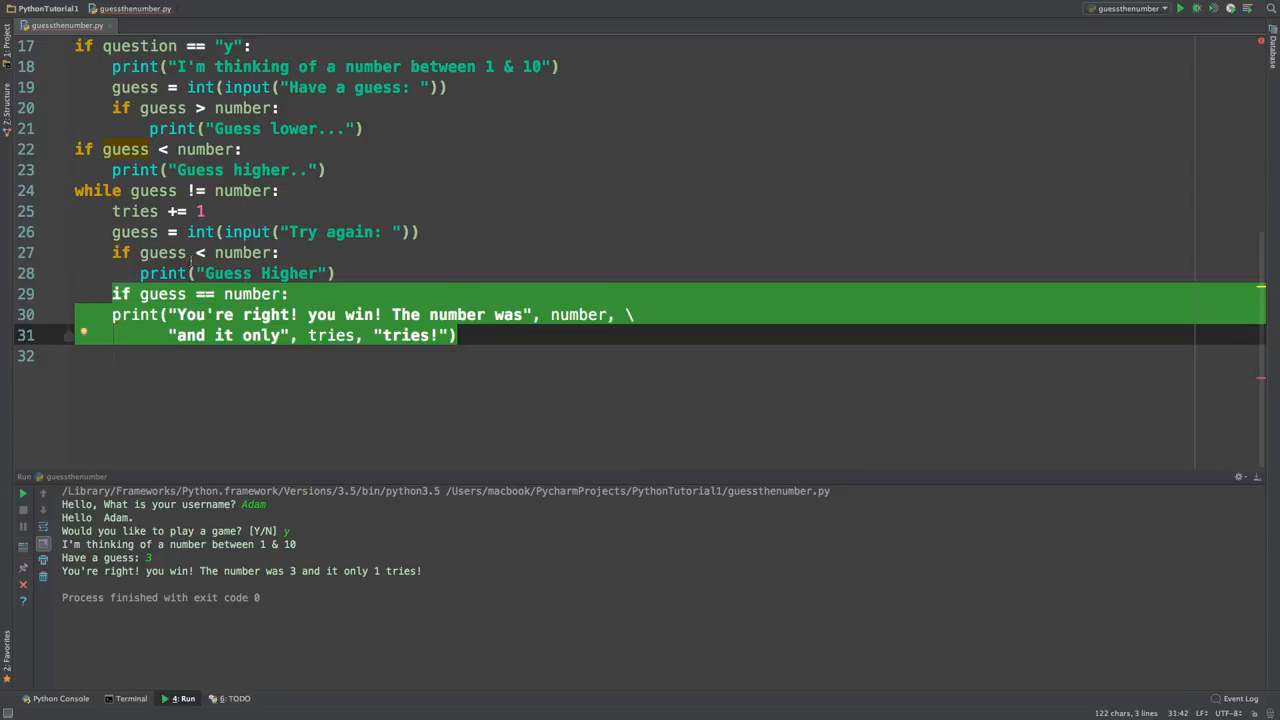 PythonTutorial1
guessthenumber.py
guessthenumber
guessthenumber.py
1: Project
Z: Structure
2: Favorites
Database
17 if question == "y":
18 print("I'm thinking of a number between 1 & 10")
19 guess = int(input("Have a guess: "))
20 if guess > number:
21 print("Guess lower...")
22 if guess < number:
23 print("Guess higher..")
24 while guess != number:
25 tries += 1
26 guess = int(input("Try again: "))
27 if guess < number:
28 print("Guess Higher")
29 if guess == number:
30 print("You're right! you win! The number was", number, \
31 "and it only", tries, "tries!")
32
Run guessthenumber
/Library/Frameworks/Python.framework/Versions/3.5/bin/python3.5 /Users/macbook/PycharmProjects/PythonTutorial1/guessthenumber.py
Hello, What is your username? Adam
Hello  Adam.
Would you like to play a game? [Y/N] y
I'm thinking of a number between 1 & 10
Have a guess: 3
You're right! you win! The number was 3 and it only 1 tries!
Process finished with exit code 0
Python Console Terminal 4: Run 6: TODO Event Log
122 chars, 3 lines 31:42 LF÷ UTF-8÷